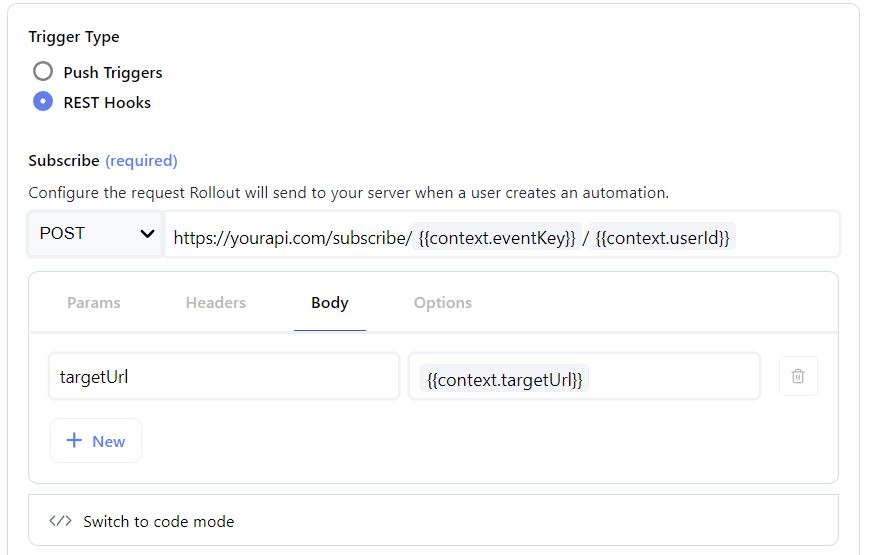 Trigger Type
Push Triggers
REST Hooks
Subscribe (required)
Configure the request Rollout will send to your server when a user creates an automation.
POST https://yourapi.com/subscribe/ {{context.eventKey}} / {{context.userId}}
Params Headers Body Options
targetUrl {{context.targetUrl}}
+ New
</> Switch to code mode